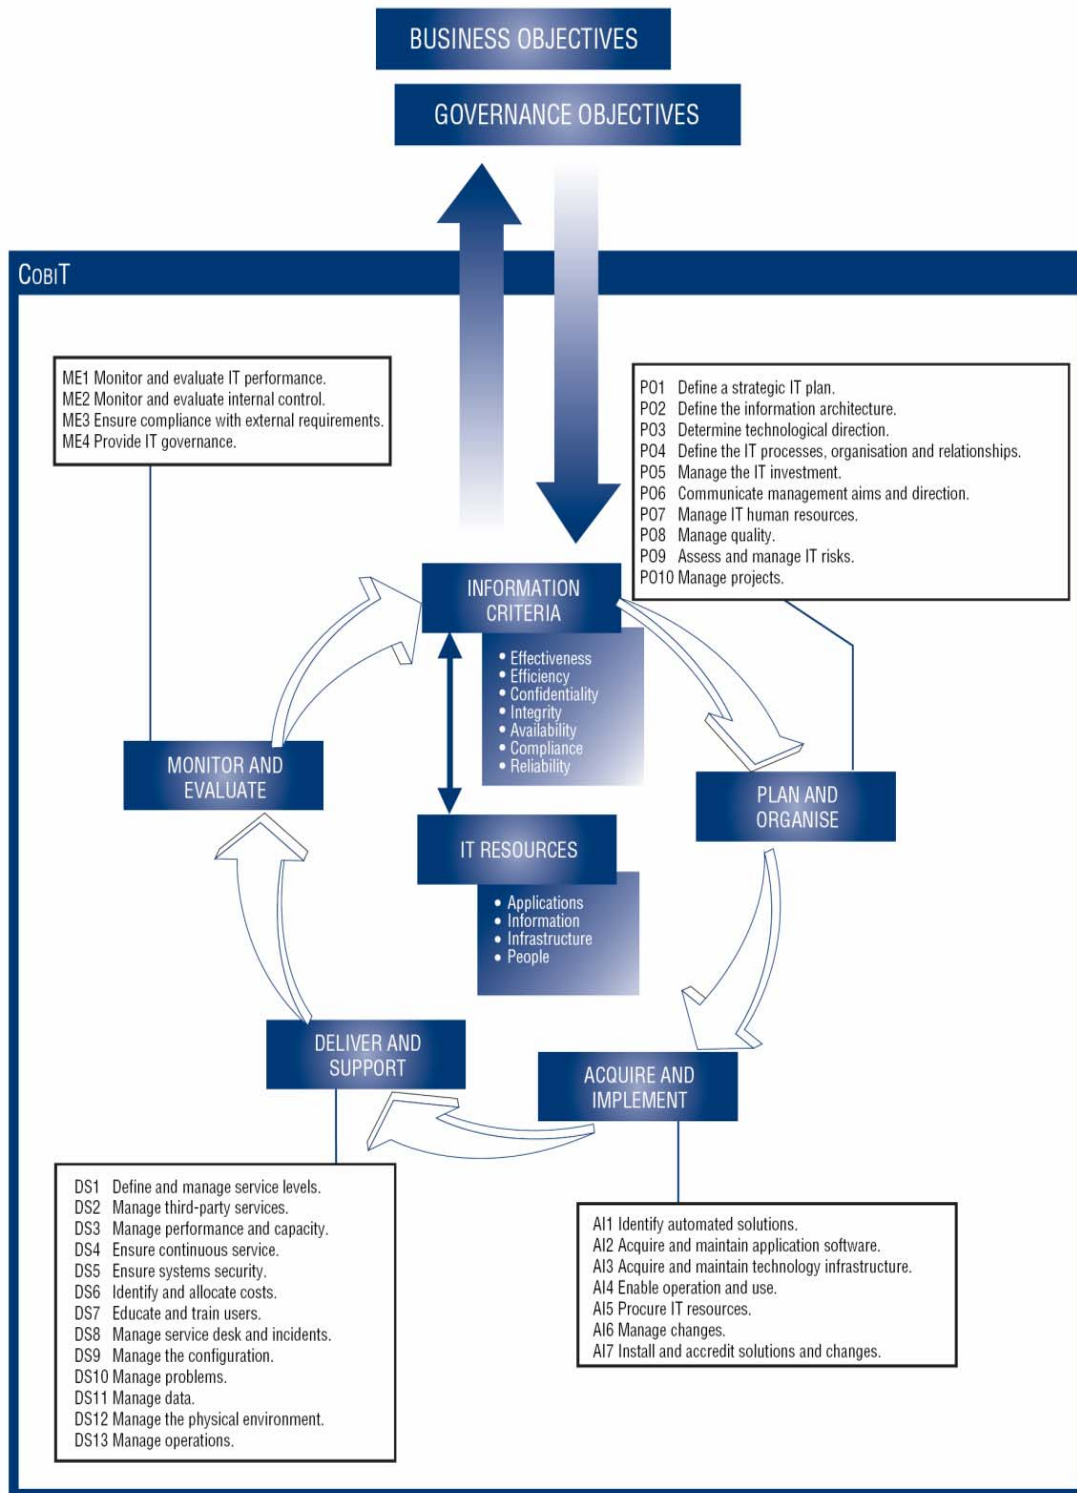 BUSINESS OBJECTIVES
GOVERNANCE OBJECTIVES
COBIT
ME1 Monitor and evaluate IT performance.
ME2 Monitor and evaluate internal control.
ME3 Ensure compliance with external requirements.
ME4 Provide IT governance.
PO1 Define a strategic IT plan.
PO2 Define the information architecture.
PO3 Determine technological direction.
PO4 Define the IT processes, organisation and relationships.
PO5 Manage the IT investment.
PO6 Communicate management aims and direction.
PO7 Manage IT human resources.
PO8 Manage quality.
PO9 Assess and manage IT risks.
PO10 Manage projects.
INFORMATION
CRITERIA
• Effectiveness
• Efficiency
• Confidentiality
• Integrity
• Availability
• Compliance
• Reliability
MONITOR AND
EVALUATE
PLAN AND
ORGANISE
IT RESOURCES
• Applications
• Information
• Infrastructure
• People
DELIVER AND
SUPPORT
ACQUIRE AND
IMPLEMENT
DS1 Define and manage service levels.
DS2 Manage third-party services.
DS3 Manage performance and capacity.
DS4 Ensure continuous service.
DS5 Ensure systems security.
DS6 Identify and allocate costs.
DS7 Educate and train users.
DS8 Manage service desk and incidents.
DS9 Manage the configuration.
DS10 Manage problems.
DS11 Manage data.
DS12 Manage the physical environment.
DS13 Manage operations.
AI1 Identify automated solutions.
AI2 Acquire and maintain application software.
AI3 Acquire and maintain technology infrastructure.
AI4 Enable operation and use.
AI5 Procure IT resources.
AI6 Manage changes.
AI7 Install and accredit solutions and changes.